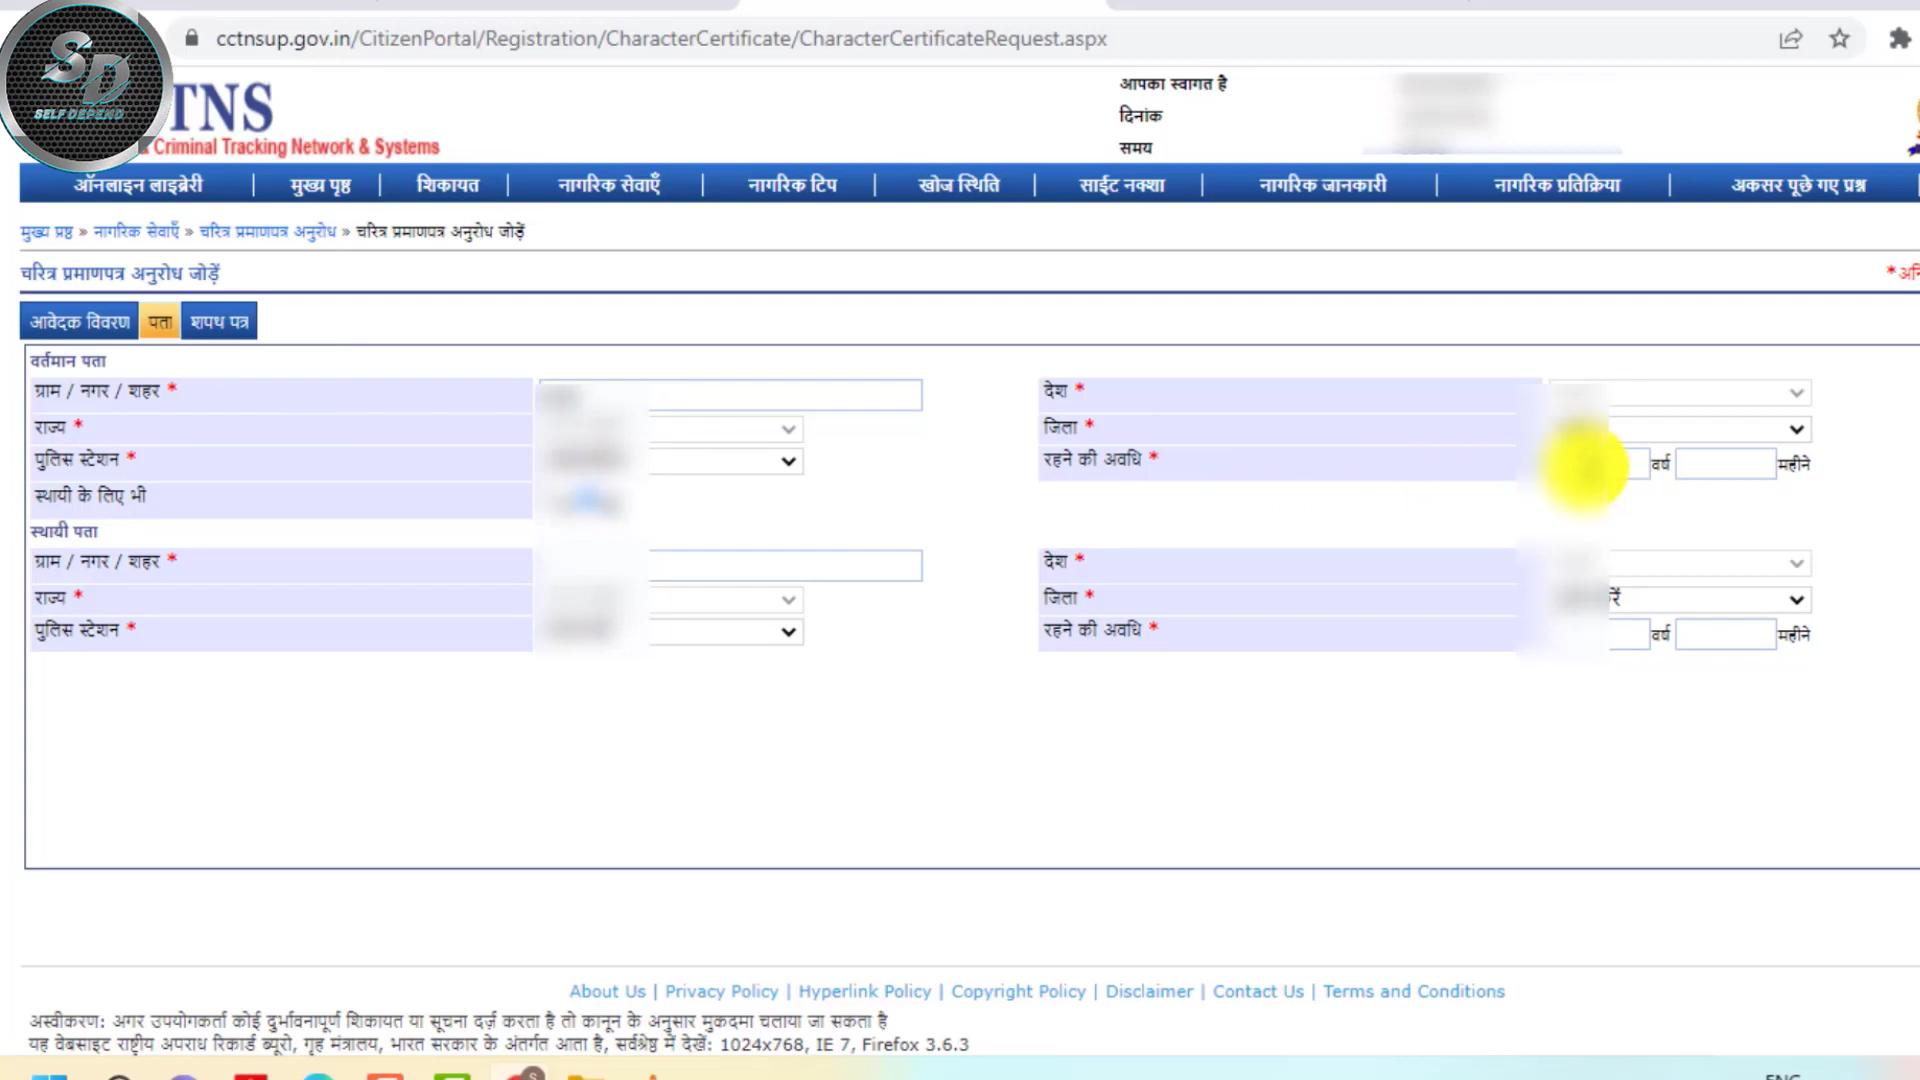 cctnsup.gov.in/CitizenPortal/Registration/CharacterCertificate/CharacterCertificateRequest.aspx
SD
SELF DEPEND
TNS
Criminal Tracking Network & Systems
आपका स्वागत है
दिनांक
समय
ऑनलाइन लाइब्रेरी | मुख्य पृष्ठ | शिकायत | नागरिक सेवाएँ | नागरिक टिप | खोज स्थिति | साईट नक्शा | नागरिक जानकारी | नागरिक प्रतिक्रिया | अकसर पूछे गए प्रश्न
मुख्य प्रष्ठ » नागरिक सेवाएँ » चरित्र प्रमाणपत्र अनुरोध » चरित्र प्रमाणपत्र अनुरोध जोड़ें
चरित्र प्रमाणपत्र अनुरोध जोड़ें
आवेदक विवरण पता शपथ पत्र
वर्तमान पता
ग्राम / नगर / शहर * देश *
राज्य * जिला *
पुलिस स्टेशन * रहने की अवधि * वर्ष महीने
स्थायी के लिए भी
स्थायी पता
ग्राम / नगर / शहर * देश *
राज्य * जिला *
पुलिस स्टेशन * रहने की अवधि * वर्ष महीने
About Us | Privacy Policy | Hyperlink Policy | Copyright Policy | Disclaimer | Contact Us | Terms and Conditions
अस्वीकरण: अगर उपयोगकर्ता कोई दुर्भावनापूर्ण शिकायत या सूचना दर्ज़ करता है तो कानून के अनुसार मुकदमा चलाया जा सकता है
यह वेबसाइट राष्ट्रीय अपराध रिकार्ड ब्यूरो, गृह मंत्रालय, भारत सरकार के अंतर्गत आता है, सर्वश्रेष्ठ में देखें: 1024x768, IE 7, Firefox 3.6.3
ENG